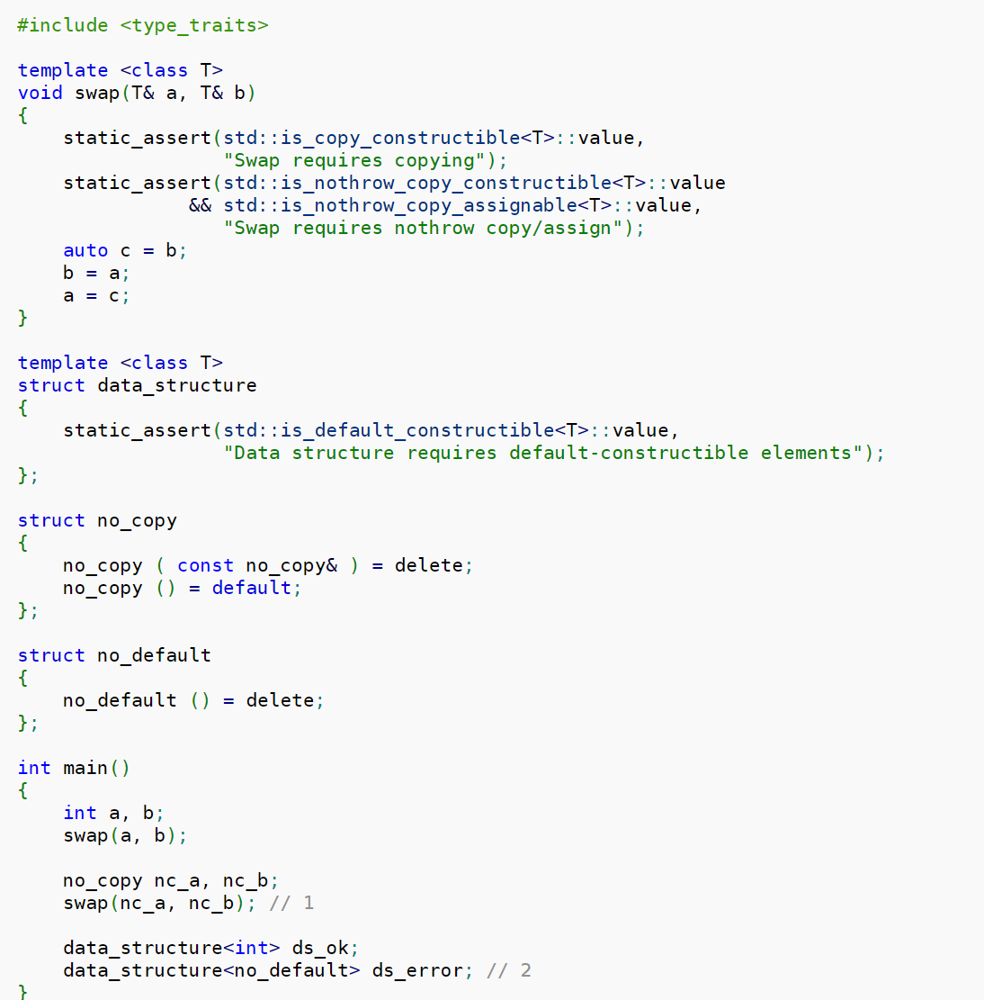 #include <type_traits>

template <class T>
void swap(T& a, T& b)
{
    static_assert(std::is_copy_constructible<T>::value,
                  "Swap requires copying");
    static_assert(std::is_nothrow_copy_constructible<T>::value
               && std::is_nothrow_copy_assignable<T>::value,
                  "Swap requires nothrow copy/assign");
    auto c = b;
    b = a;
    a = c;
}

template <class T>
struct data_structure
{
    static_assert(std::is_default_constructible<T>::value,
                  "Data structure requires default-constructible elements");
};

struct no_copy
{
    no_copy ( const no_copy& ) = delete;
    no_copy () = default;
};

struct no_default
{
    no_default () = delete;
};

int main()
{
    int a, b;
    swap(a, b);

    no_copy nc_a, nc_b;
    swap(nc_a, nc_b); // 1

    data_structure<int> ds_ok;
    data_structure<no_default> ds_error; // 2
}